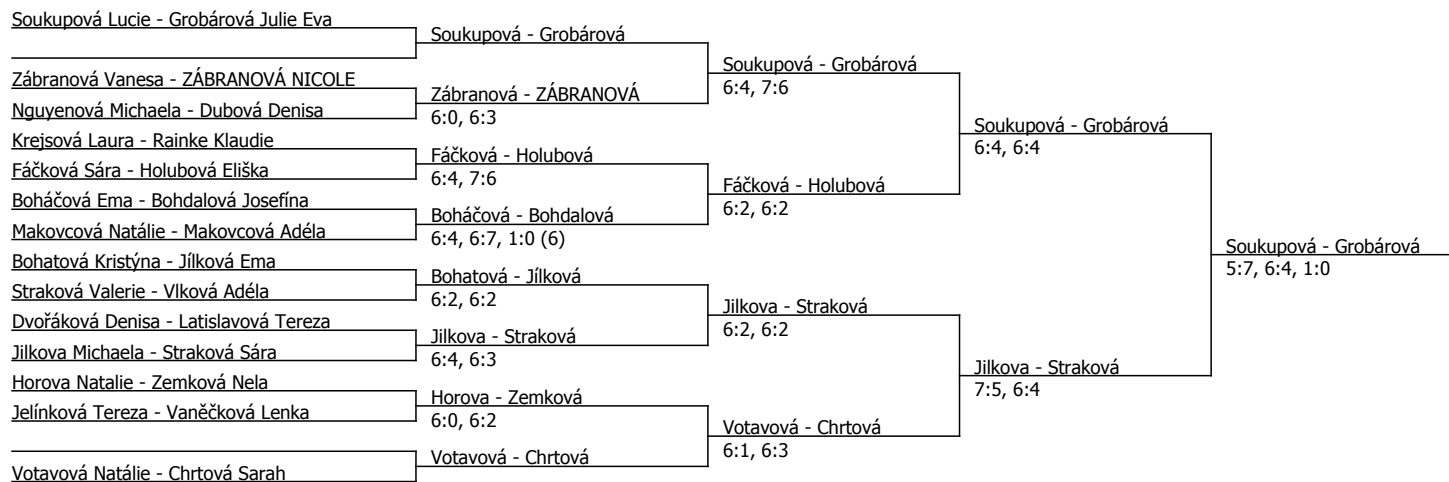 Soukupová Lucie - Grobárová Julie Eva
Zábranová Vanesa - ZÁBRANOVÁ NICOLE
Nguyenová Michaela - Dubová Denisa
Krejsová Laura - Rainke Klaudie
Fáčková Sára - Holubová Eliška
Boháčová Ema - Bohdalová Josefína
Makovcová Natálie - Makovcová Adéla
Bohatová Kristýna - Jílková Ema
Straková Valerie - Vlková Adéla
Dvořáková Denisa - Latislavová Tereza
Jilkova Michaela - Straková Sára
Horova Natalie - Zemková Nela
Jelínková Tereza - Vaněčková Lenka
Votavová Natálie - Chrtová Sarah
Soukupová - Grobárová
Zábranová - ZÁBRANOVÁ
6:0, 6:3
Fáčková - Holubová
6:4, 7:6
Boháčová - Bohdalová
6:4, 6:7, 1:0 (6)
Bohatová - Jílková
6:2, 6:2
Jilkova - Straková
6:4, 6:3
Horova - Zemková
6:0, 6:2
Votavová - Chrtová
Soukupová - Grobárová
6:4, 7:6
Fáčková - Holubová
6:2, 6:2
Jilkova - Straková
6:2, 6:2
Votavová - Chrtová
6:1, 6:3
Soukupová - Grobárová
6:4, 6:4
Jilkova - Straková
7:5, 6:4
Soukupová - Grobárová
5:7, 6:4, 1:0